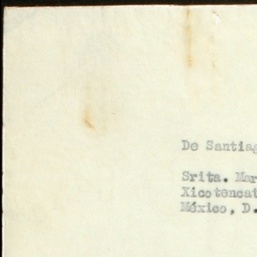 De Santiag
Srita. Mar
Xicotencat
México, D.